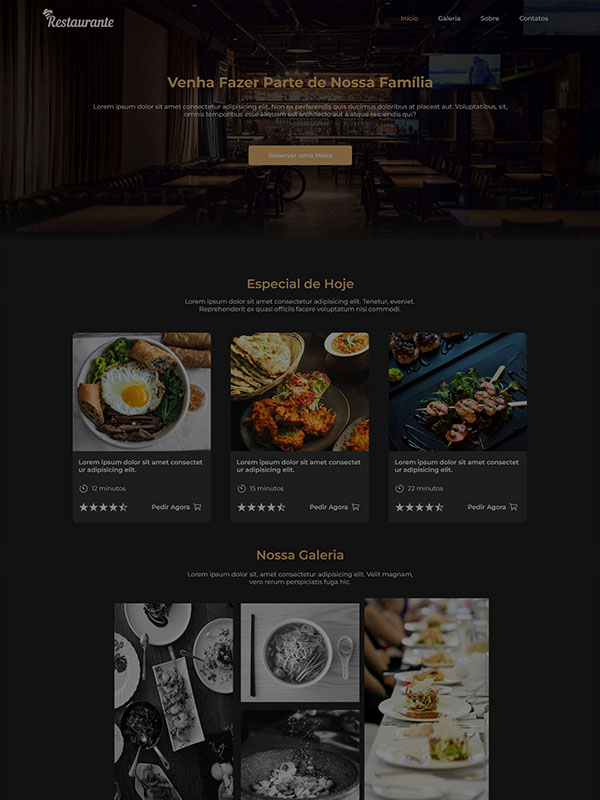 Restaurante
Início Galeria Sobre Contatos
Venha Fazer Parte de Nossa Família
Lorem ipsum dolor sit amet consectetur adipisicing elit. Non ex perferendis quis ducimus doloribus at placeat aut. Voluptatibus, sit,
omnis temporibus esse aliquam est architecto aut a atque reiciendis qui?
Reservar uma Mesa
Especial de Hoje
Lorem ipsum dolor sit amet consectetur adipisicing elit. Tenetur, eveniet.
Reprehenderit ex quasi officiis facere voluptatum nisi commodi.
Lorem ipsum dolor sit amet consectet
ur adipisicing elit.
12 minutos
Pedir Agora
Lorem ipsum dolor sit amet consectet
ur adipisicing elit.
15 minutos
Pedir Agora
Lorem ipsum dolor sit amet consectet
ur adipisicing elit.
22 minutos
Pedir Agora
Nossa Galeria
Lorem ipsum dolor sit, amet consectetur adipisicing elit. Velit magnam,
vero rerum perspiciatis fuga hic.